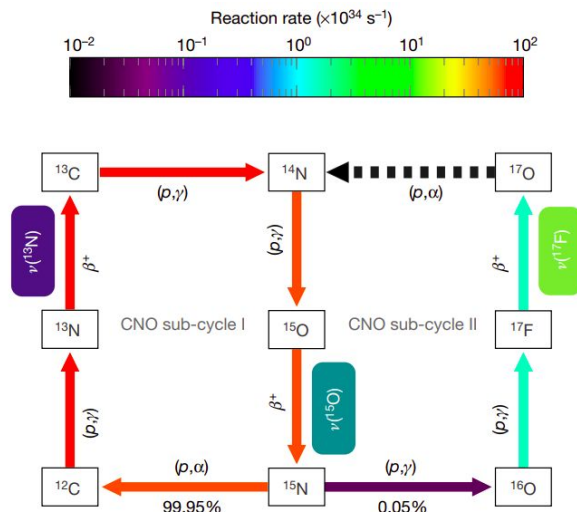 Reaction rate (×10³⁴ s⁻¹)
10⁻² 10⁻¹ 10⁰ 10¹ 10²
¹³C ¹⁴N ¹⁷O
(p,γ) (p,α)
ν(¹³N) β⁺ (p,γ) β⁺ ν(¹⁷F)
¹³N CNO sub-cycle I ¹⁵O CNO sub-cycle II ¹⁷F
(p,γ) β⁺ ν(¹⁵O) (p,γ)
(p,α) (p,γ)
¹²C ¹⁵N ¹⁶O
99.95% 0.05%